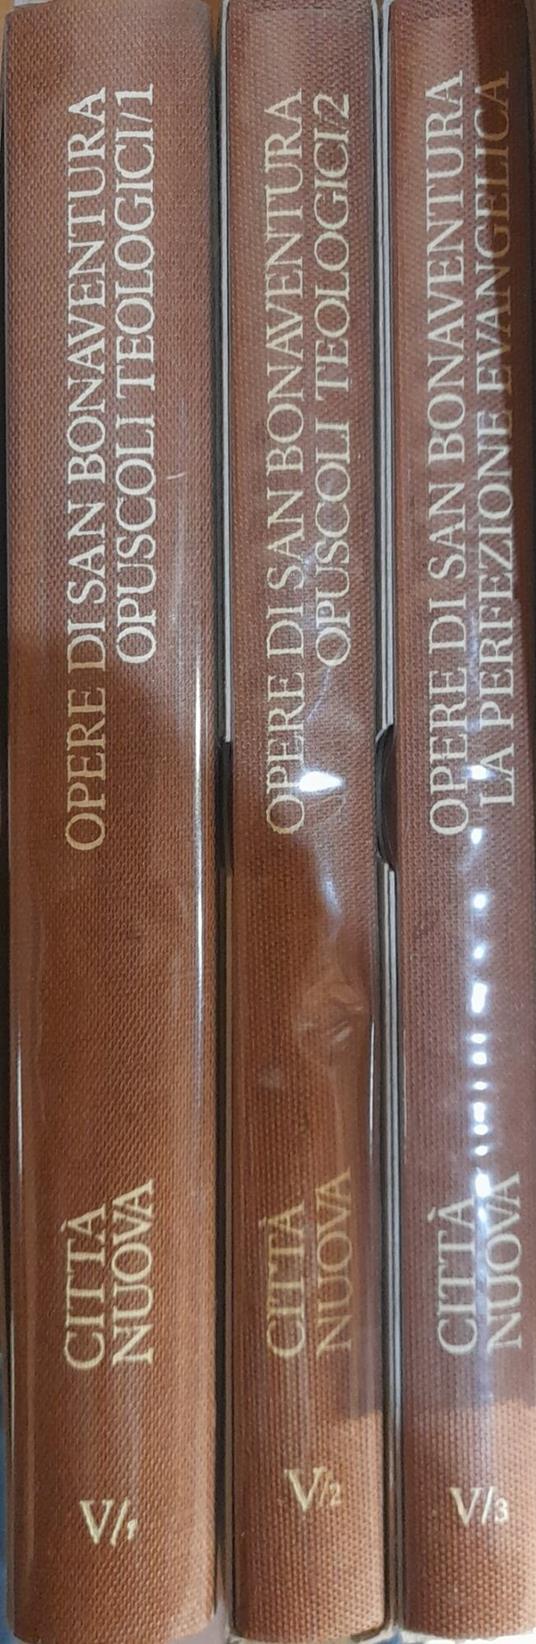 OPERE DI SAN BONAVENTURA
OPUSCOLI TEOLOGICI/1
CITTÀ
NUOVA
V/1
OPERE DI SAN BONAVENTURA
OPUSCOLI TEOLOGICI/2
CITTÀ
NUOVA
V/2
OPERE DI SAN BONAVENTURA
LA PERFEZIONE EVANGELICA
CITTÀ
NUOVA
V/3